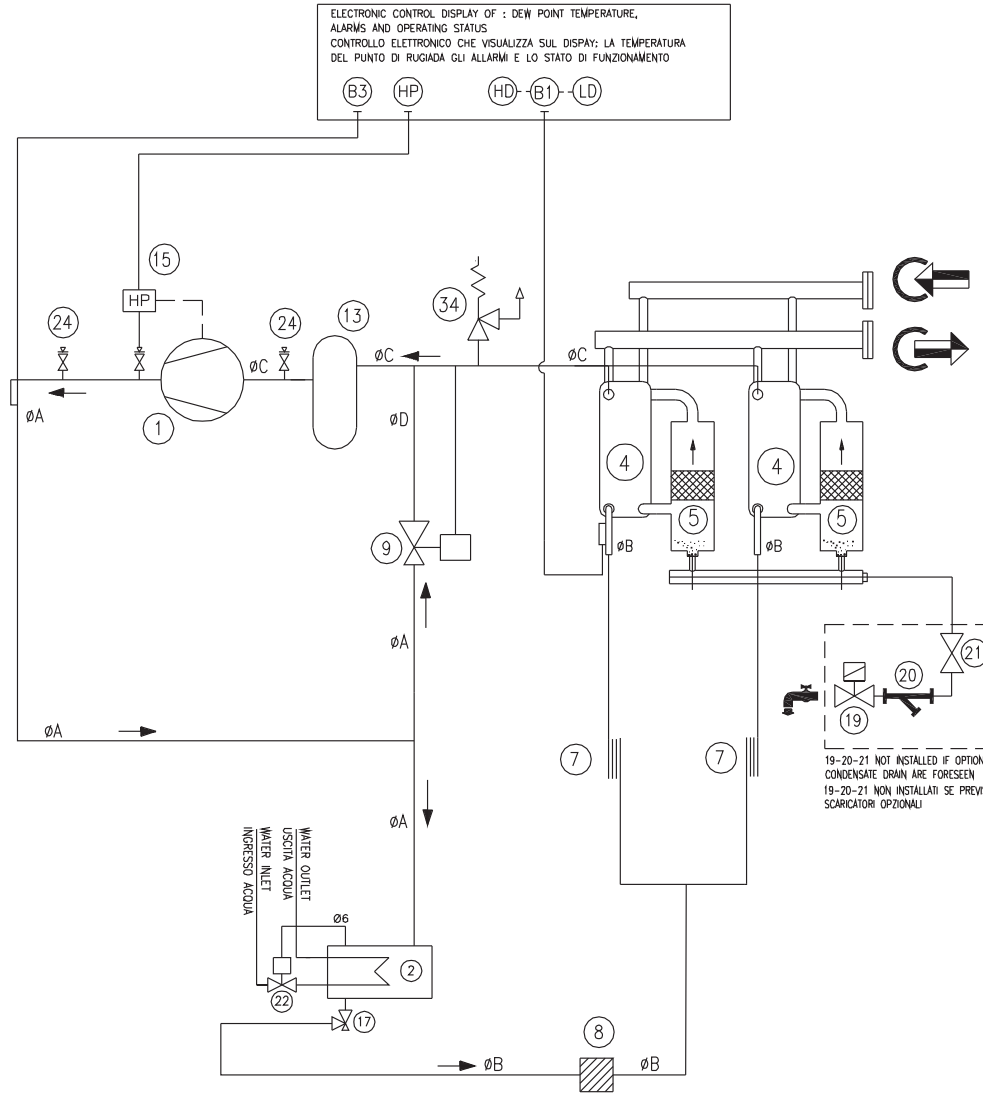 ELECTRONIC CONTROL DISPLAY OF : DEW POINT TEMPERATURE,
ALARMS AND OPERATING STATUS
CONTROLLO ELETTRONICO CHE VISUALIZZA SUL DISPAY: LA TEMPERATURA
DEL PUNTO DI RUGIADA GLI ALLARMI E LO STATO DI FUNZIONAMENTO
B3 HP HD B1 LD
15
HP
24
24
13
34
øC
øC
øC
øA
1
øD
4
4
5
5
9
øB
øB
øA
21
20
19
øA
7
7
19-20-21 NOT INSTALLED IF OPTION
CONDENSATE DRAIN ARE FORESEEN
19-20-21 NON INSTALLATI SE PREVI
SCARICATORI OPZIONALI
øA
WATER OUTLET
USCITA ACQUA
WATER INLET
INGRESSO ACQUA
ø6
2
22
17
8
øB
øB